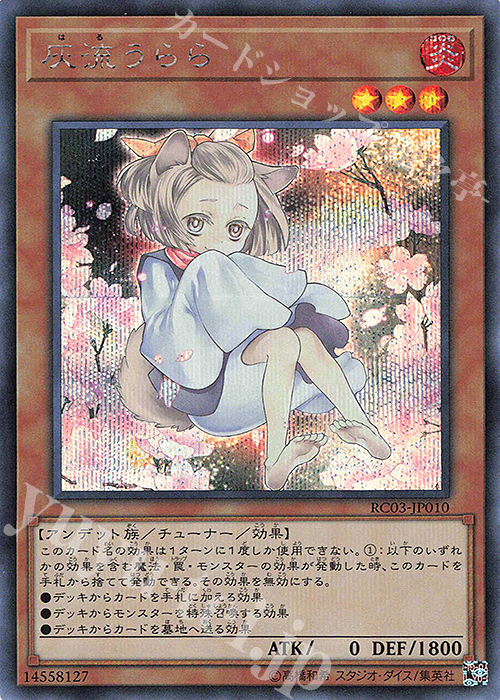 はる
灰流うらら
炎
カードショップ
RC03-JP010
【アンデット族／チューナー／効果】
このカード名の効果は1ターンに1度しか使用できない。①：以下のいずれ
かの効果を含む魔法・罠・モンスターの効果が発動した時、このカードを
手札から捨てて発動できる。その効果を無効にする。
●デッキからカードを手札に加える効果
●デッキからモンスターを特殊召喚する効果
●デッキからカードを墓地へ送る効果
ATK/ 0 DEF/1800
14558127
©高橋和希 スタジオ・ダイス/集英社